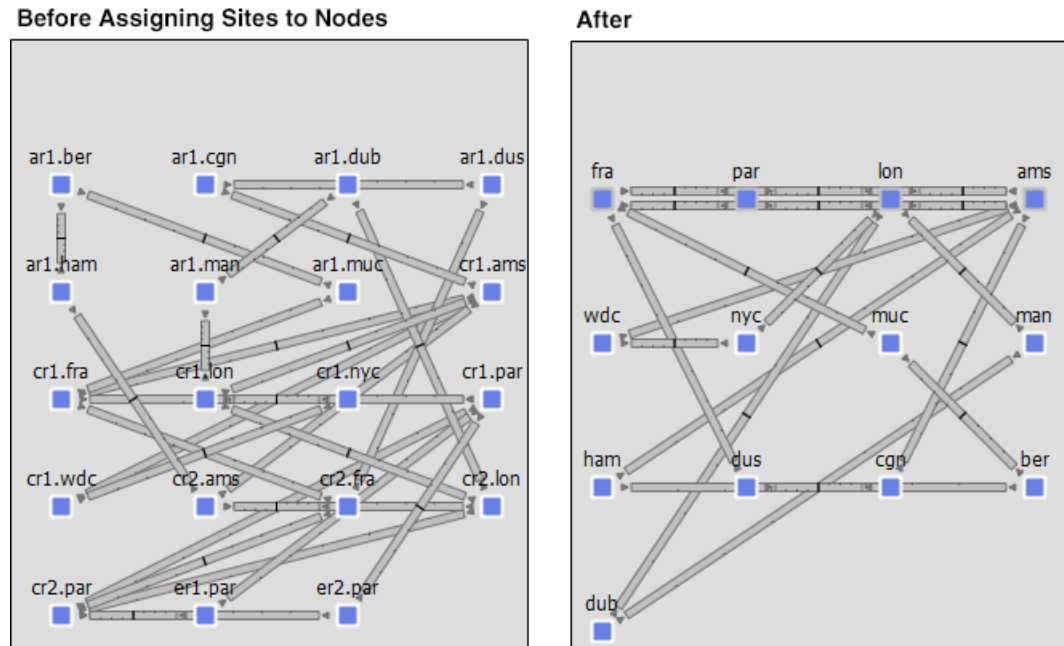 Before Assigning Sites to Nodes
ar1.ber ar1.cgn ar1.dub ar1.dus
ar1.ham ar1.man ar1.muc cr1.ams
cr1.fra cr1.lon cr1.nyc cr1.par
cr1.wdc cr2.ams cr2.fra cr2.lon
cr2.par er1.par er2.par
After
fra par lon ams
wdc nyc muc man
ham dus cgn ber
dub